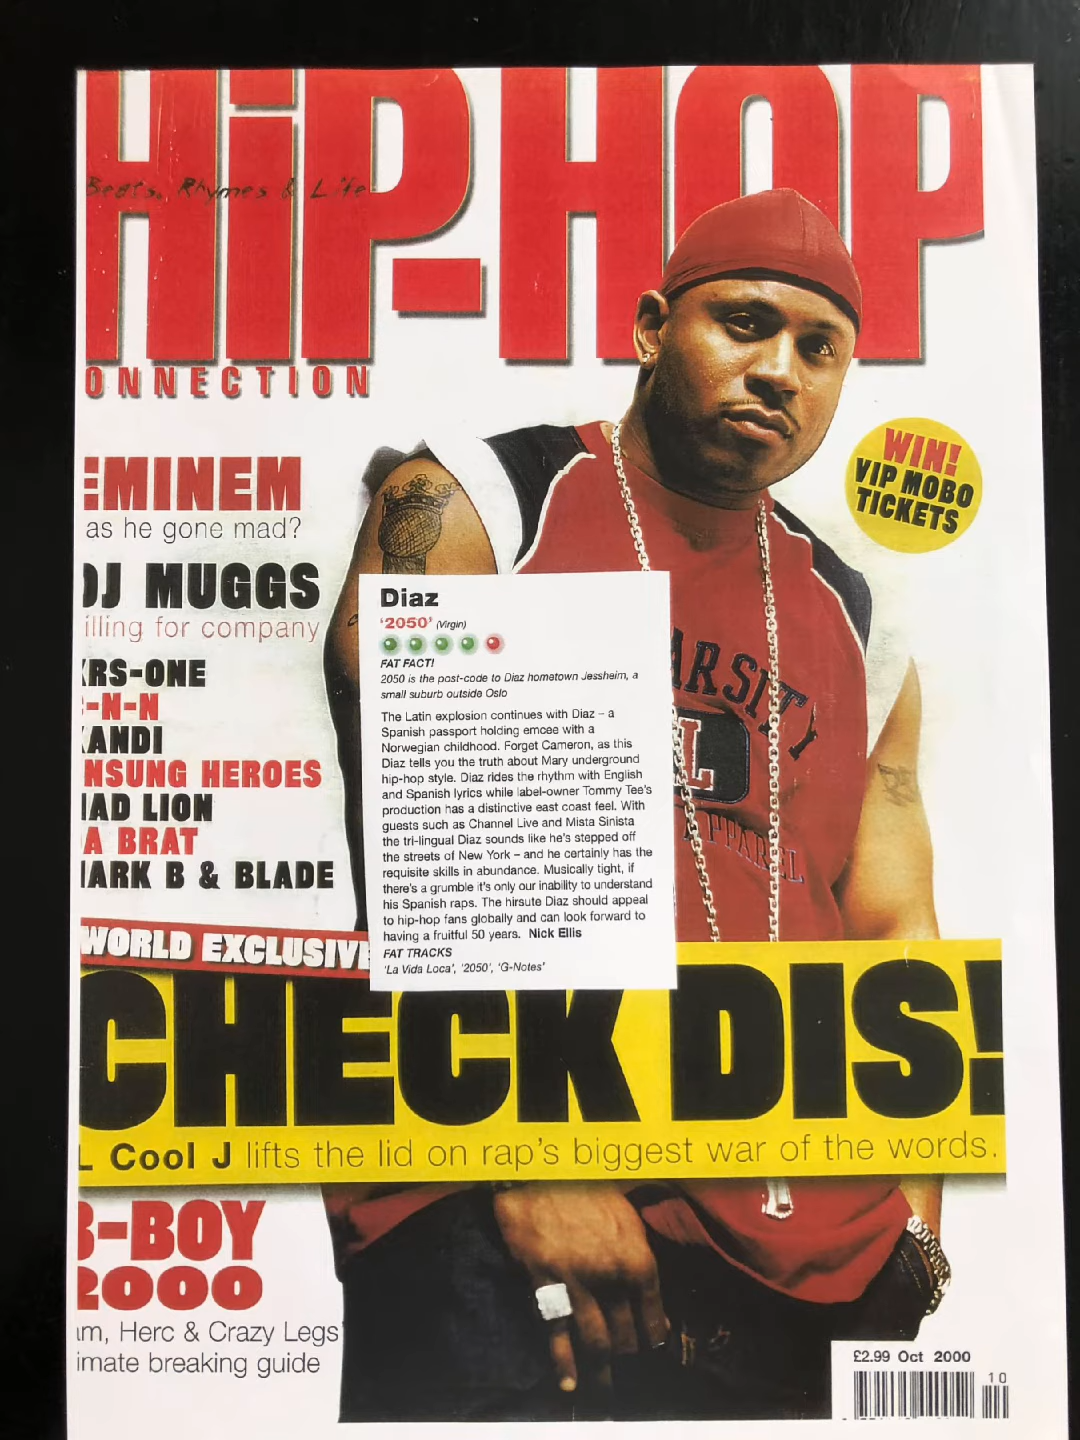 HiP-HOP
Beats, Rhymes & Life
ONNECTION
EMINEM
as he gone mad?
WIN!
VIP MOBO
TICKETS
DJ MUGGS
illing for company
KRS-ONE
-N-N
KANDI
NSUNG HEROES
MAD LION
A BRAT
MARK B & BLADE
Diaz
'2050' (Virgin)
FAT FACT!
2050 is the post-code to Diaz hometown Jessheim, a
small suburb outside Oslo
The Latin explosion continues with Diaz – a
Spanish passport holding emcee with a
Norwegian childhood. Forget Cameron, as this
Diaz tells you the truth about Mary underground
hip-hop style. Diaz rides the rhythm with English
and Spanish lyrics while label-owner Tommy Tee's
production has a distinctive east coast feel. With
guests such as Channel Live and Mista Sinista
the tri-lingual Diaz sounds like he's stepped off
the streets of New York – and he certainly has the
requisite skills in abundance. Musically tight, if
there's a grumble it's only our inability to understand
his Spanish raps. The hirsute Diaz should appeal
to hip-hop fans globally and can look forward to
having a fruitful 50 years. Nick Ellis
FAT TRACKS
'La Vida Loca', '2050', 'G-Notes'
ARSITY
L
APPAREL
WORLD EXCLUSIVE
CHECK DIS!
L Cool J lifts the lid on rap's biggest war of the words.
B-BOY
2000
am, Herc & Crazy Legs
imate breaking guide
£2.99 Oct 2000
10